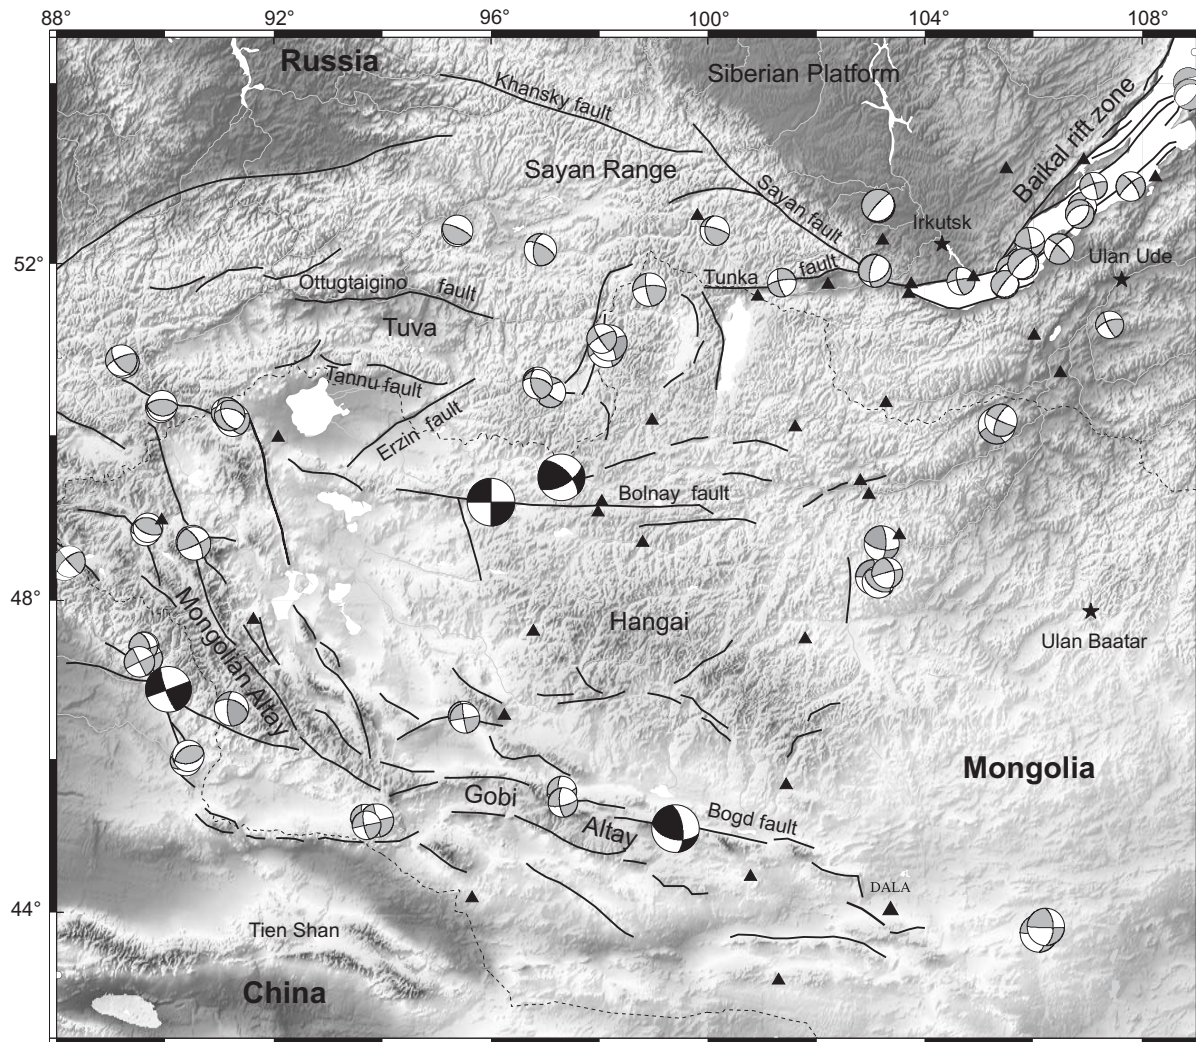 88° 92° 96° 100° 104° 108°
Russia
Siberian Platform
Khansky fault
Baikal rift zone
Sayan Range
Sayan fault
Irkutsk
Ulan Ude
52°
Tunka fault
Ottugtaigino fault
Tuva
Tannu fault
Erzin fault
Bolnay fault
48°
Mongolian Altay
Hangai
Ulan Baatar
Mongolia
Gobi Altay
Bogd fault
DALA
44°
Tien Shan
China